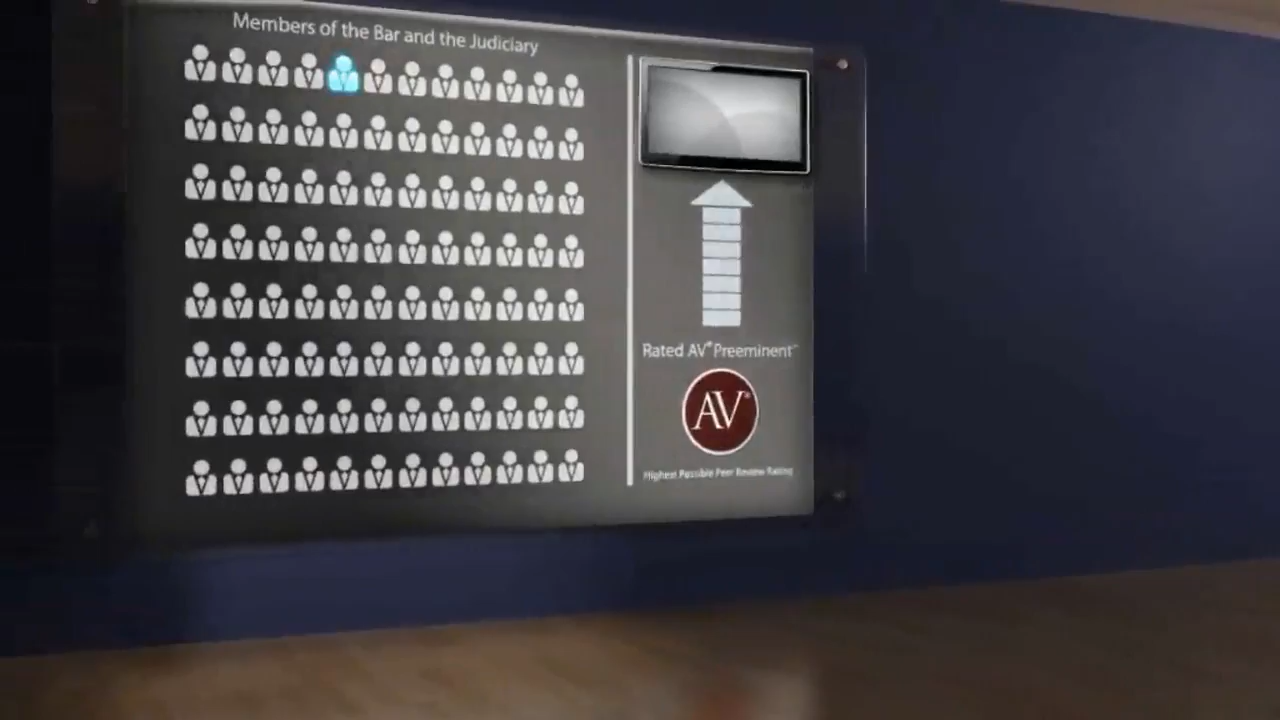 Members of the Bar and the Judiciary
Rated AV® Preeminent™
AV®
Highest Possible Peer Review Rating